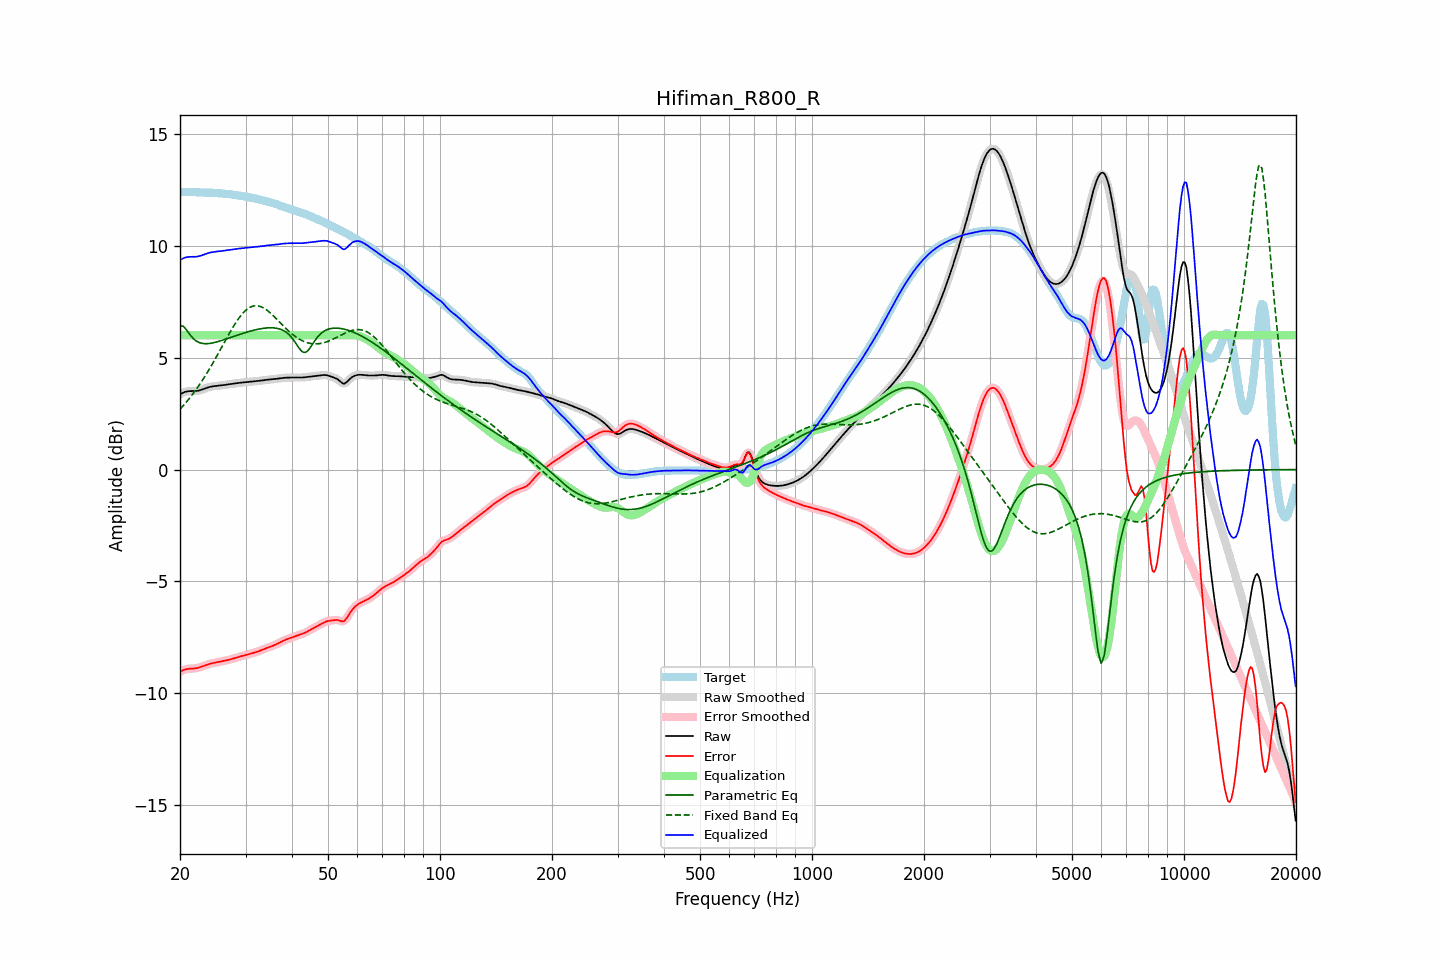 Hifiman_R800_R
Amplitude (dBr)
15
10
5
0
−5
−10
−15
Target
Raw Smoothed
Error Smoothed
Raw
Error
Equalization
Parametric Eq
Fixed Band Eq
Equalized
20 50 100 200 500 1000 2000 5000 10000 20000
Frequency (Hz)